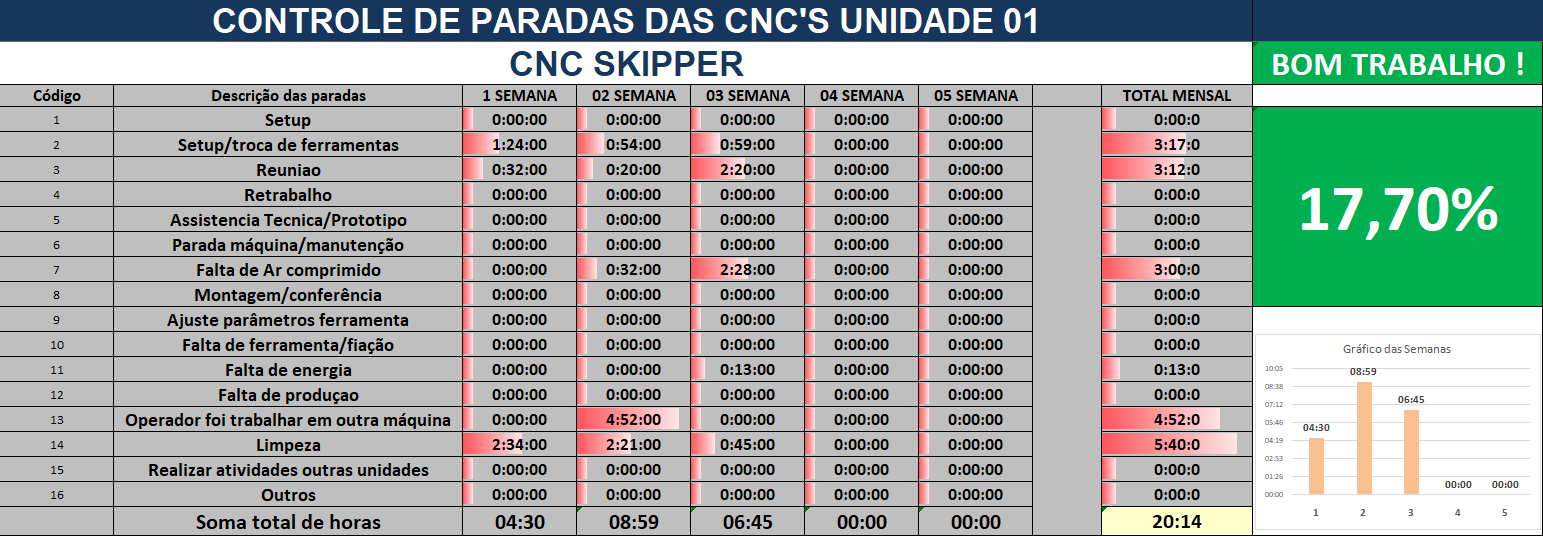 CONTROLE DE PARADAS DAS CNC'S UNIDADE 01
CNC SKIPPER
BOM TRABALHO !
Código Descrição das paradas 1 SEMANA 02 SEMANA 03 SEMANA 04 SEMANA 05 SEMANA TOTAL MENSAL
1 Setup 0:00:00 0:00:00 0:00:00 0:00:00 0:00:00 0:00:0
2 Setup/troca de ferramentas 1:24:00 0:54:00 0:59:00 0:00:00 0:00:00 3:17:0
3 Reuniao 0:32:00 0:20:00 2:20:00 0:00:00 0:00:00 3:12:0
4 Retrabalho 0:00:00 0:00:00 0:00:00 0:00:00 0:00:00 0:00:0
5 Assistencia Tecnica/Prototipo 0:00:00 0:00:00 0:00:00 0:00:00 0:00:00 0:00:0
6 Parada máquina/manutenção 0:00:00 0:00:00 0:00:00 0:00:00 0:00:00 0:00:0
7 Falta de Ar comprimido 0:00:00 0:32:00 2:28:00 0:00:00 0:00:00 3:00:0
8 Montagem/conferência 0:00:00 0:00:00 0:00:00 0:00:00 0:00:00 0:00:0
9 Ajuste parâmetros ferramenta 0:00:00 0:00:00 0:00:00 0:00:00 0:00:00 0:00:0
10 Falta de ferramenta/fiação 0:00:00 0:00:00 0:00:00 0:00:00 0:00:00 0:00:0
11 Falta de energia 0:00:00 0:00:00 0:13:00 0:00:00 0:00:00 0:13:0
12 Falta de produçao 0:00:00 0:00:00 0:00:00 0:00:00 0:00:00 0:00:0
13 Operador foi trabalhar em outra máquina 0:00:00 4:52:00 0:00:00 0:00:00 0:00:00 4:52:0
14 Limpeza 2:34:00 2:21:00 0:45:00 0:00:00 0:00:00 5:40:0
15 Realizar atividades outras unidades 0:00:00 0:00:00 0:00:00 0:00:00 0:00:00 0:00:0
16 Outros 0:00:00 0:00:00 0:00:00 0:00:00 0:00:00 0:00:0
Soma total de horas 04:30 08:59 06:45 00:00 00:00 20:14
17,70%
Gráfico das Semanas
10:05
08:38
07:12
05:46
04:19
02:53
01:26
00:00
04:30 08:59 06:45 00:00 00:00
1 2 3 4 5